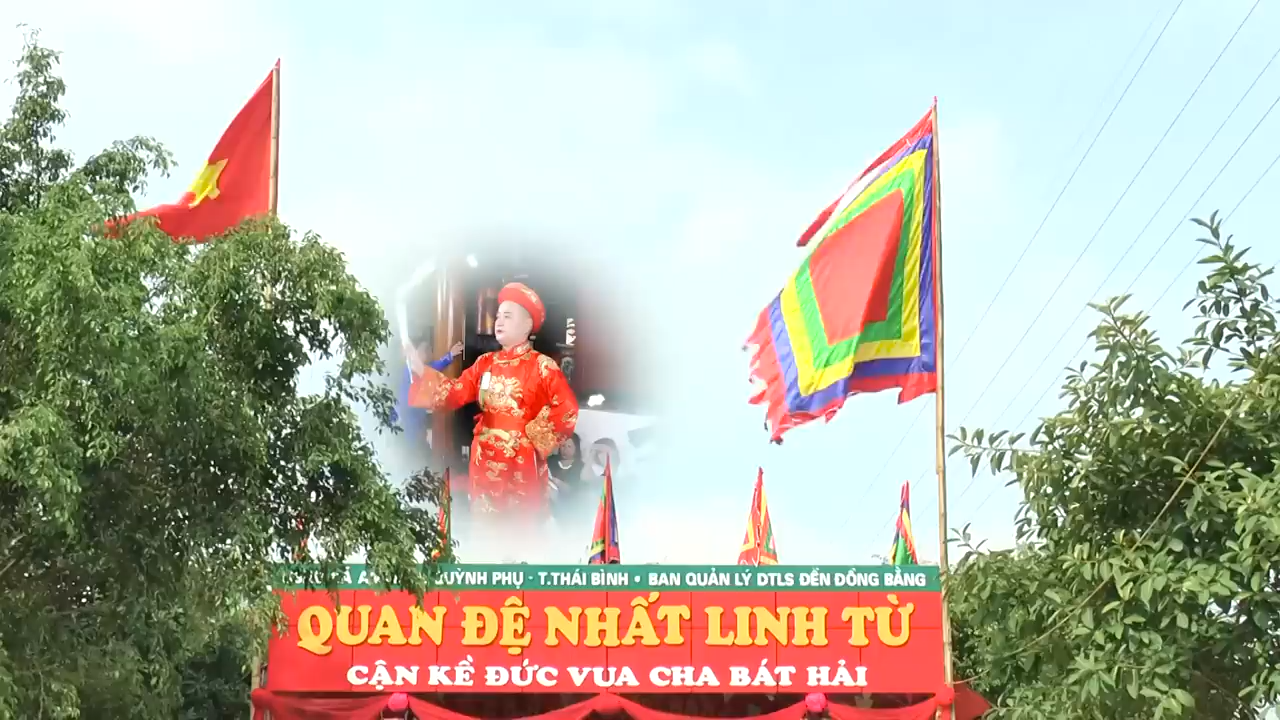 QUỲNH PHỤ - T.THÁI BÌNH • BAN QUẢN LÝ DTLS ĐỀN ĐỒNG BẰNG
QUAN ĐỆ NHẤT LINH TỪ
CẬN KỀ ĐỨC VUA CHA BÁT HẢI